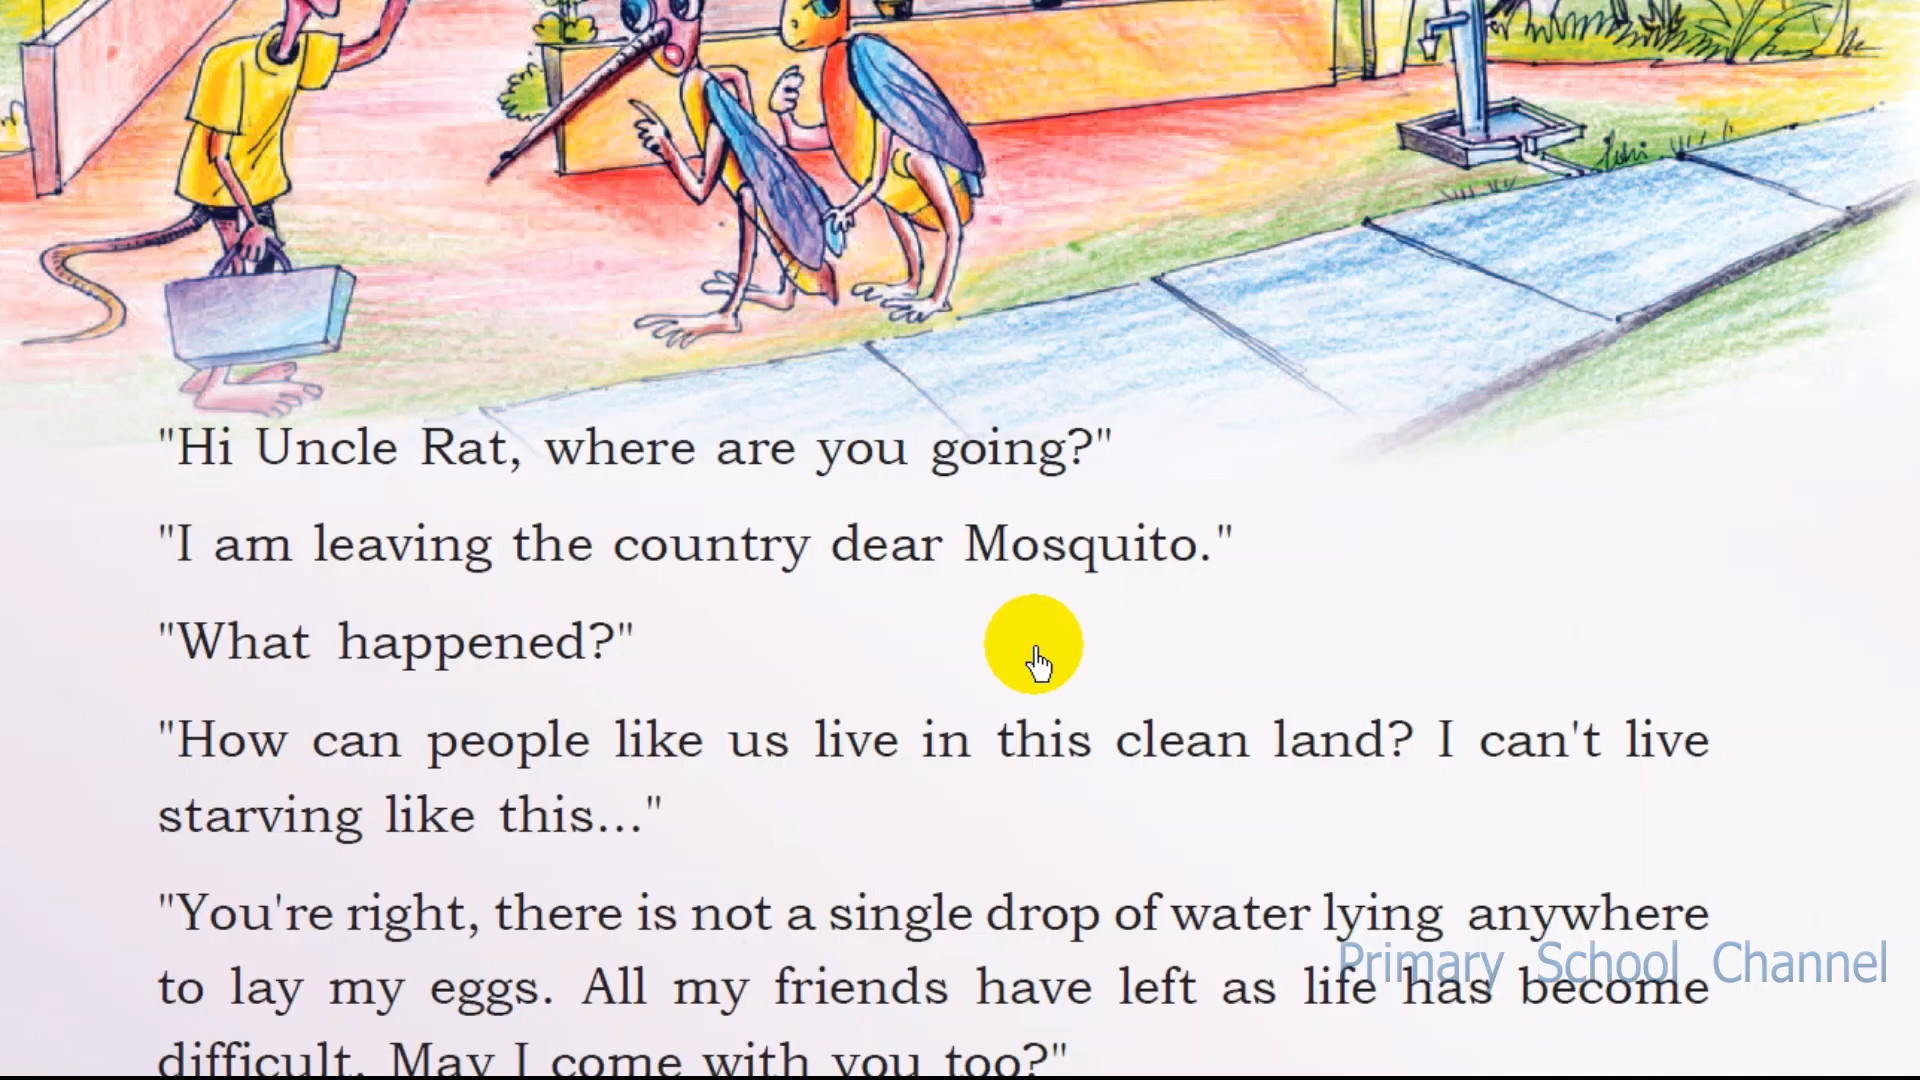 "Hi Uncle Rat, where are you going?"
"I am leaving the country dear Mosquito."
"What happened?"
"How can people like us live in this clean land? I can't live
starving like this..."
"You're right, there is not a single drop of water lying anywhere
to lay my eggs. All my friends have left as life has become
difficult. May I come with you too?"
Primary School Channel